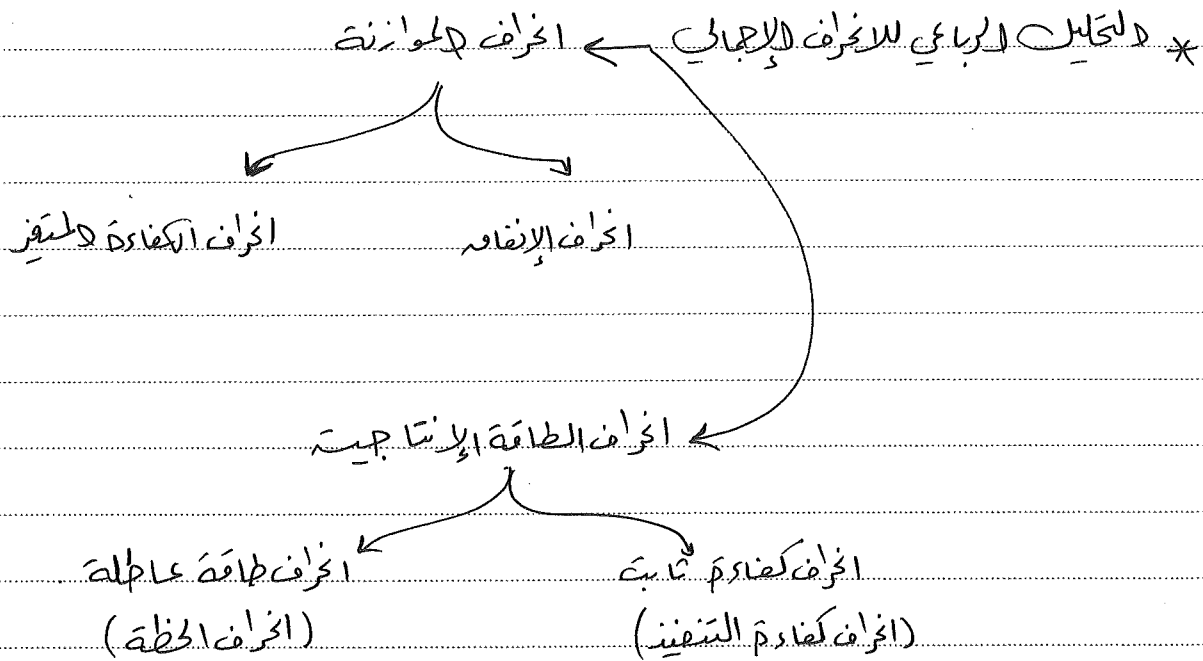 * التحليل الرباعي للانحراف الإجمالي ← انحراف الموازنة
انحراف الإنفاق
انحراف الكفاءة المتغير
انحراف الطاقة الإنتاجية
انحراف كفاءة ثابت
(انحراف كفاءة التنفيذ)
انحراف طاقة عاطلة
(انحراف الخطة)